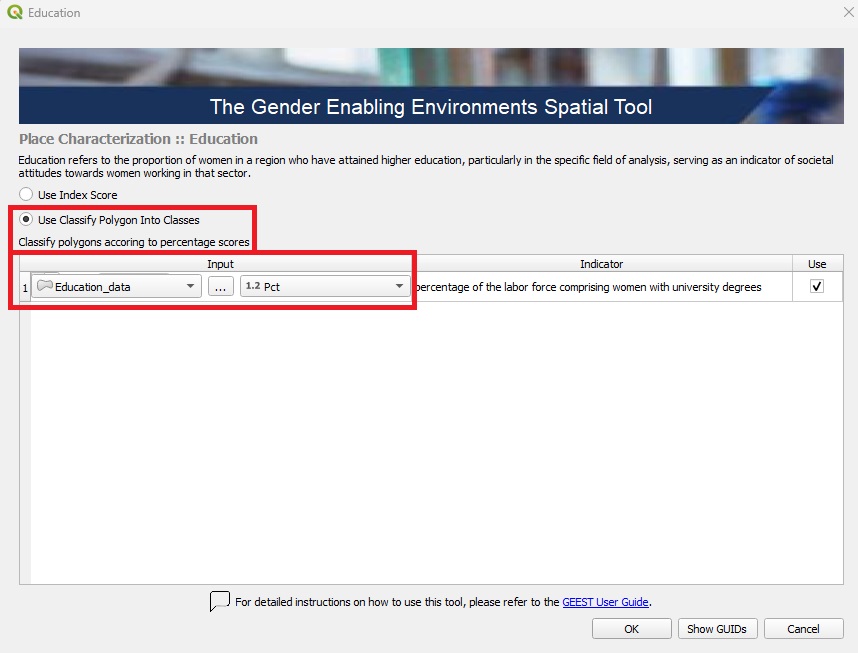 Education
The Gender Enabling Environments Spatial Tool
Place Characterization :: Education
Education refers to the proportion of women in a region who have attained higher education, particularly in the specific field of analysis, serving as an indicator of societal
attitudes towards women working in that sector.
Use Index Score
Use Classify Polygon Into Classes
Classify polygons accoring to percentage scores
Input Indicator Use
1 Education_data ... 1.2 Pct percentage of the labor force comprising women with university degrees
For detailed instructions on how to use this tool, please refer to the GEEST User Guide.
OK Show GUIDs Cancel